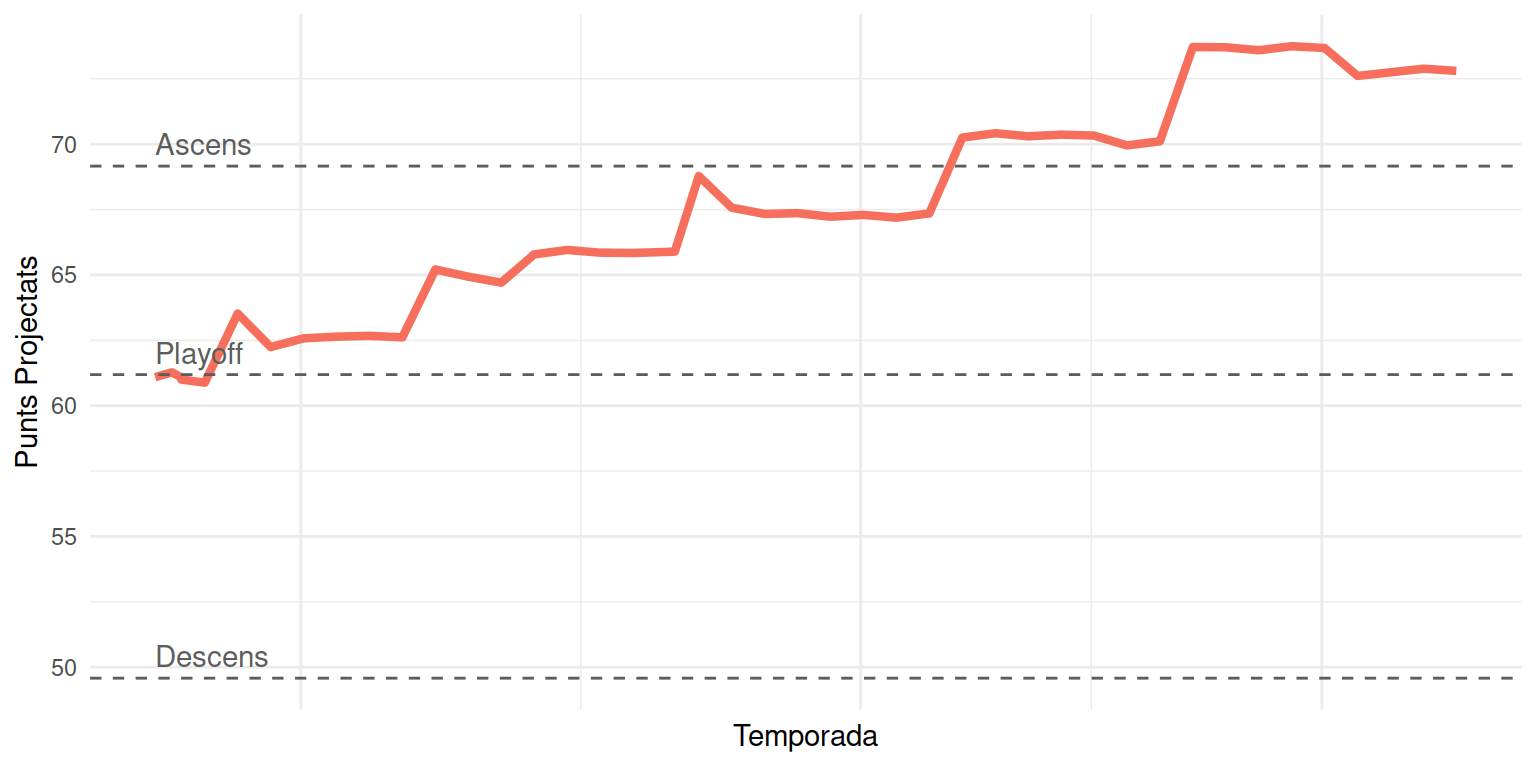 Punts Projectats
70
65
60
55
50
Ascens
Playoff
Descens
Temporada